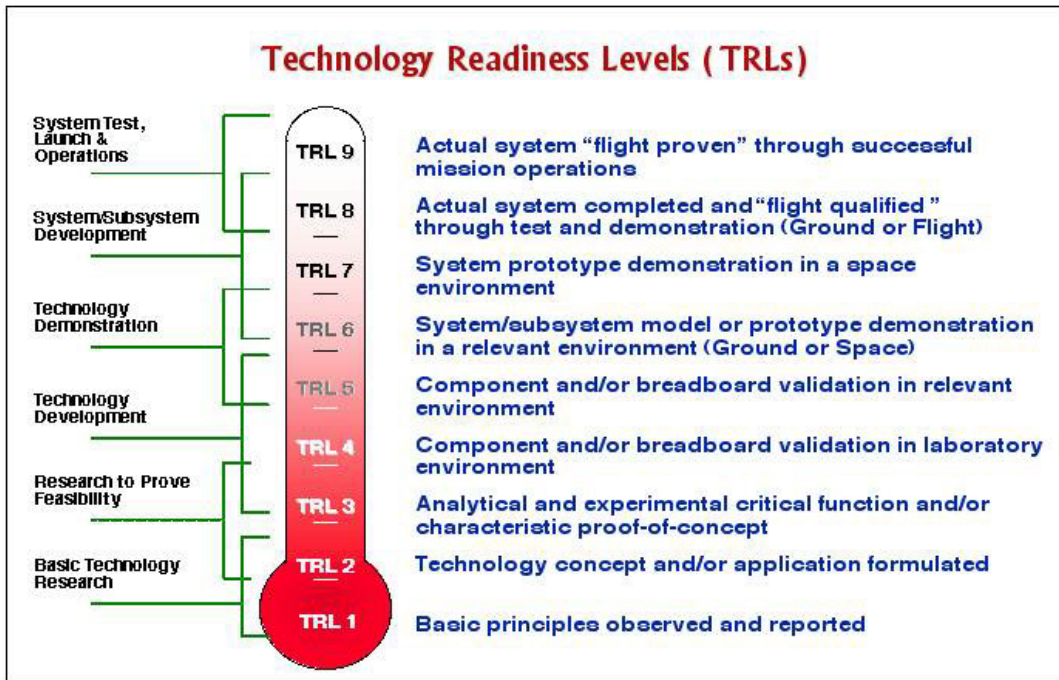 Technology Readiness Levels ( TRLs)
System Test,
Launch &
Operations
System/Subsystem
Development
Technology
Demonstration
Technology
Development
Research to Prove
Feasibility
Basic Technology
Research
TRL 9
TRL 8
TRL 7
TRL 6
TRL 5
TRL 4
TRL 3
TRL 2
TRL 1
Actual system “flight proven” through successful
mission operations
Actual system completed and “flight qualified ”
through test and demonstration (Ground or Flight)
System prototype demonstration in a space
environment
System/subsystem model or prototype demonstration
in a relevant environment (Ground or Space)
Component and/or breadboard validation in relevant
environment
Component and/or breadboard validation in laboratory
environment
Analytical and experimental critical function and/or
characteristic proof-of-concept
Technology concept and/or application formulated
Basic principles observed and reported